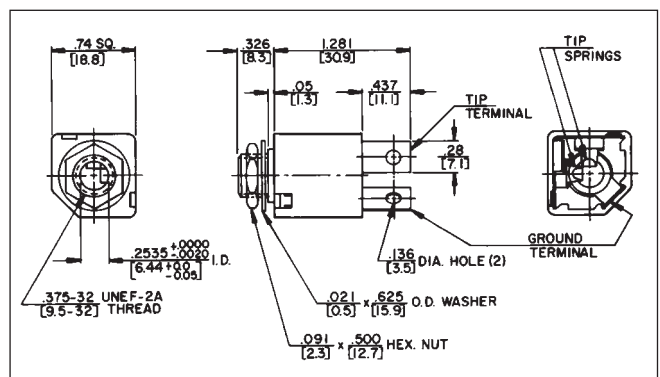 .74 SQ.
[18.8]
.326
[8.3]
1.281
[30.9]
.05
[1.3]
.437
[11.1]
TIP
TERMINAL
.28
[7.1]
TIP
SPRINGS
.2535 +.0000 -.0020 I.D.
[6.44 +0.0 -0.05]
.375-32 UNEF-2A
[9.5-32] THREAD
.136 DIA. HOLE (2)
[3.5]
GROUND
TERMINAL
.021 x .625 O.D. WASHER
[0.5] [15.9]
.091 x .500 HEX. NUT
[2.3] [12.7]